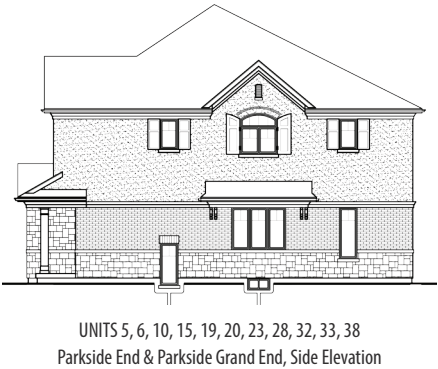 UNITS 5, 6, 10, 15, 19, 20, 23, 28, 32, 33, 38
Parkside End & Parkside Grand End, Side Elevation